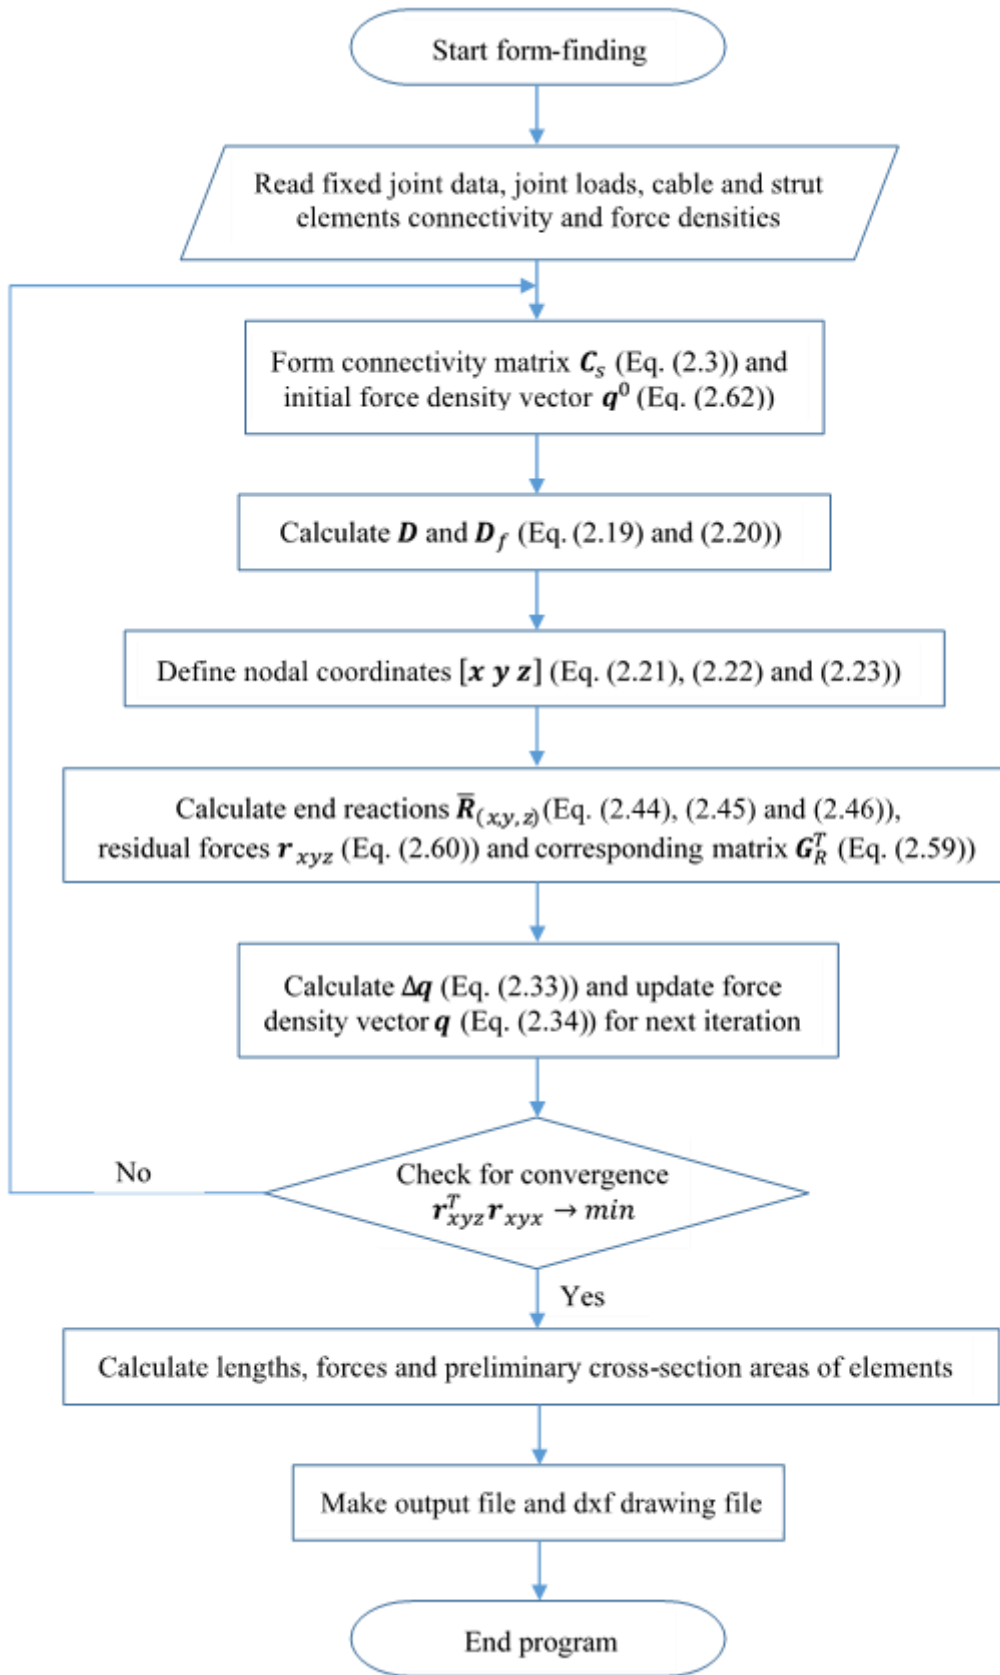 Start form-finding
Read fixed joint data, joint loads, cable and strut
elements connectivity and force densities
Form connectivity matrix 𝑪ₛ (Eq. (2.3)) and
initial force density vector 𝒒⁰ (Eq. (2.62))
Calculate 𝑫 and 𝑫_f (Eq. (2.19) and (2.20))
Define nodal coordinates [𝒙 𝒚 𝒛] (Eq. (2.21), (2.22) and (2.23))
Calculate end reactions R̅_(x,y,z) (Eq. (2.44), (2.45) and (2.46)),
residual forces 𝒓_xyz (Eq. (2.60)) and corresponding matrix 𝑮_R^T (Eq. (2.59))
Calculate Δ𝒒 (Eq. (2.33)) and update force
density vector 𝒒 (Eq. (2.34)) for next iteration
No
Check for convergence
𝒓_xyz^T 𝒓_xyx → min
Yes
Calculate lengths, forces and preliminary cross-section areas of elements
Make output file and dxf drawing file
End program